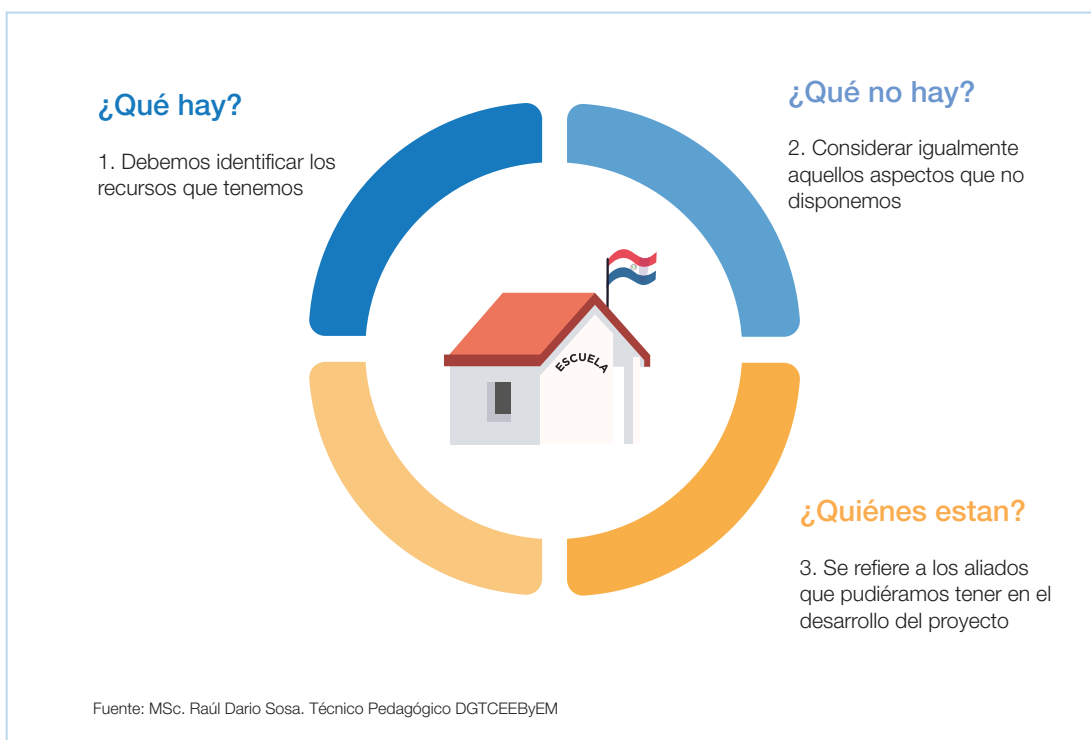 ¿Qué hay?
1. Debemos identificar los
recursos que tenemos
¿Qué no hay?
2. Considerar igualmente
aquellos aspectos que no
disponemos
ESCUELA
¿Quiénes estan?
3. Se refiere a los aliados
que pudiéramos tener en el
desarrollo del proyecto
Fuente: MSc. Raúl Dario Sosa. Técnico Pedagógico DGTCEEByEM